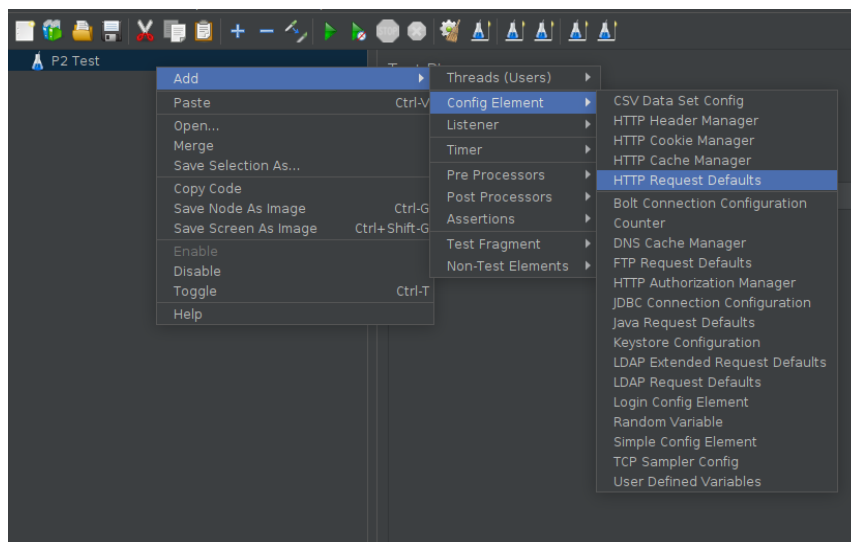 P2 Test
Add
Paste Ctrl-V
Open...
Merge
Save Selection As...
Copy Code
Save Node As Image Ctrl-G
Save Screen As Image Ctrl+Shift-G
Enable
Disable
Toggle Ctrl-T
Help
Threads (Users)
Config Element
Listener
Timer
Pre Processors
Post Processors
Assertions
Test Fragment
Non-Test Elements
CSV Data Set Config
HTTP Header Manager
HTTP Cookie Manager
HTTP Cache Manager
HTTP Request Defaults
Bolt Connection Configuration
Counter
DNS Cache Manager
FTP Request Defaults
HTTP Authorization Manager
JDBC Connection Configuration
Java Request Defaults
Keystore Configuration
LDAP Extended Request Defaults
LDAP Request Defaults
Login Config Element
Random Variable
Simple Config Element
TCP Sampler Config
User Defined Variables